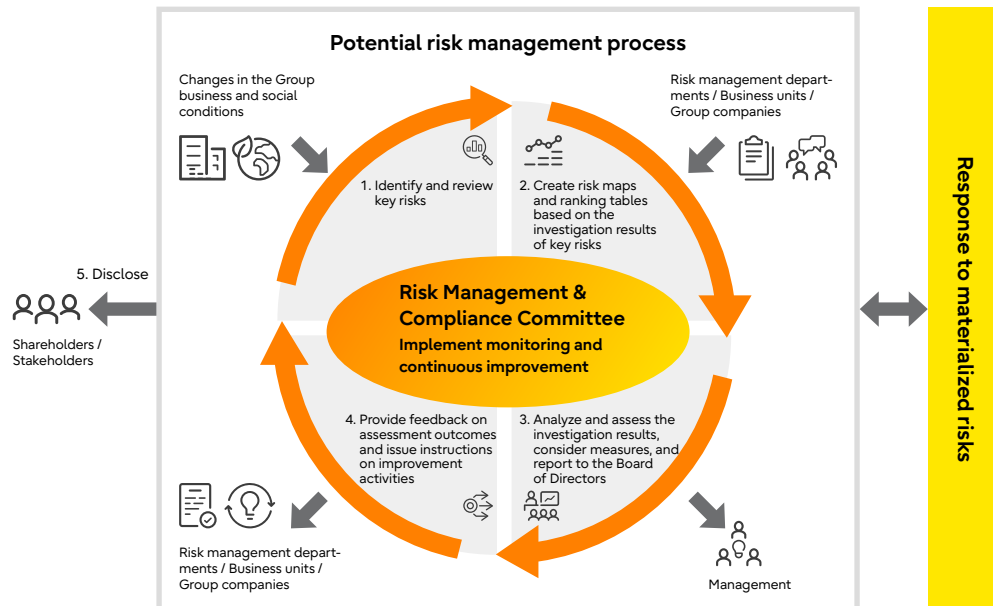 Potential risk management process
Changes in the Group
business and social
conditions
Risk management depart-
ments / Business units /
Group companies
1. Identify and review
key risks
2. Create risk maps
and ranking tables
based on the
investigation results
of key risks
5. Disclose
Shareholders /
Stakeholders
Risk Management &
Compliance Committee
Implement monitoring and
continuous improvement
4. Provide feedback on
assessment outcomes
and issue instructions
on improvement
activities
3. Analyze and assess the
investigation results,
consider measures, and
report to the Board
of Directors
Risk management depart-
ments / Business units /
Group companies
Management
Response to materialized risks